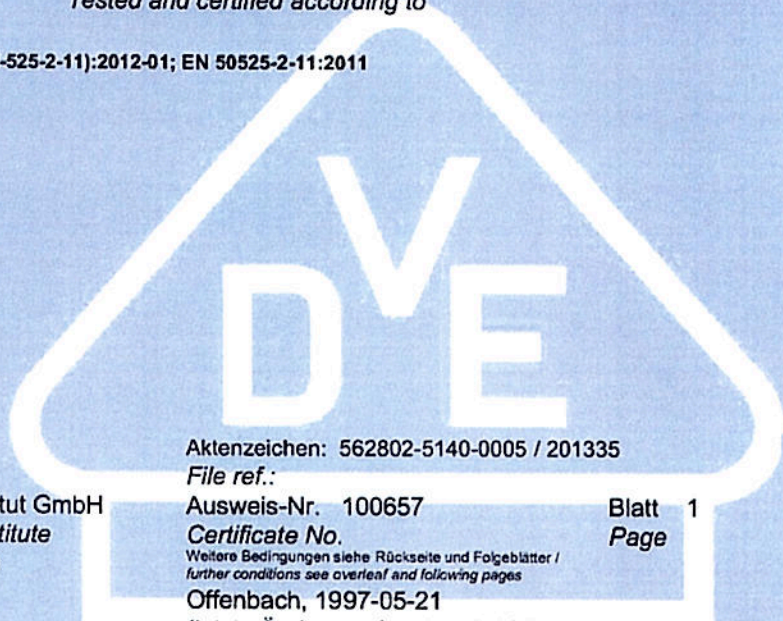 Tested and certified according to
-525-2-11):2012-01; EN 50525-2-11:2011
VDE
Aktenzeichen: 562802-5140-0005 / 201335
File ref.:
tut GmbH Ausweis-Nr. 100657 Blatt 1
titute Certificate No. Page
Weitere Bedingungen siehe Rückseite und Folgeblätter /
further conditions see overleaf and following pages
Offenbach, 1997-05-21